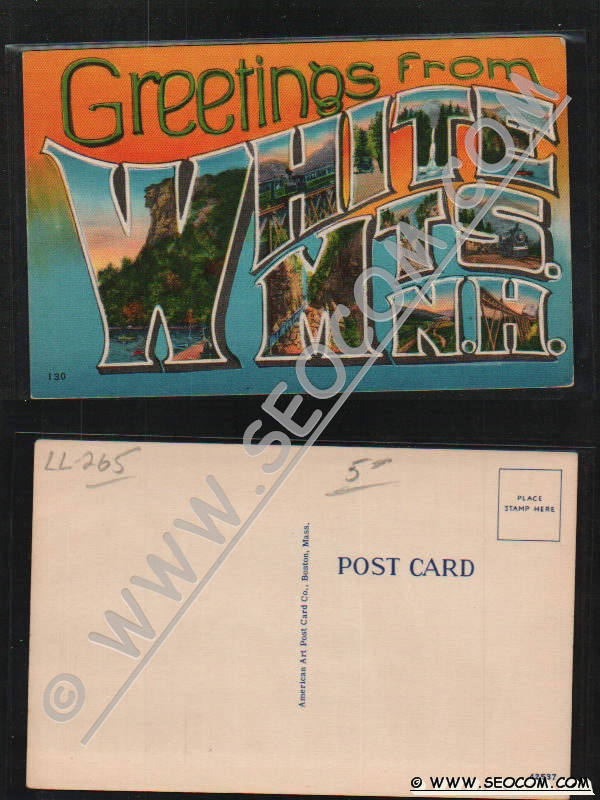 Greetings from
WHITE
MTS.
N.H.
130
LL-265
5-
PLACE
STAMP HERE
POST CARD
American Art Post Card Co., Boston, Mass.
42537
© WWW.SEOCOM.COM
© www.seocom.com